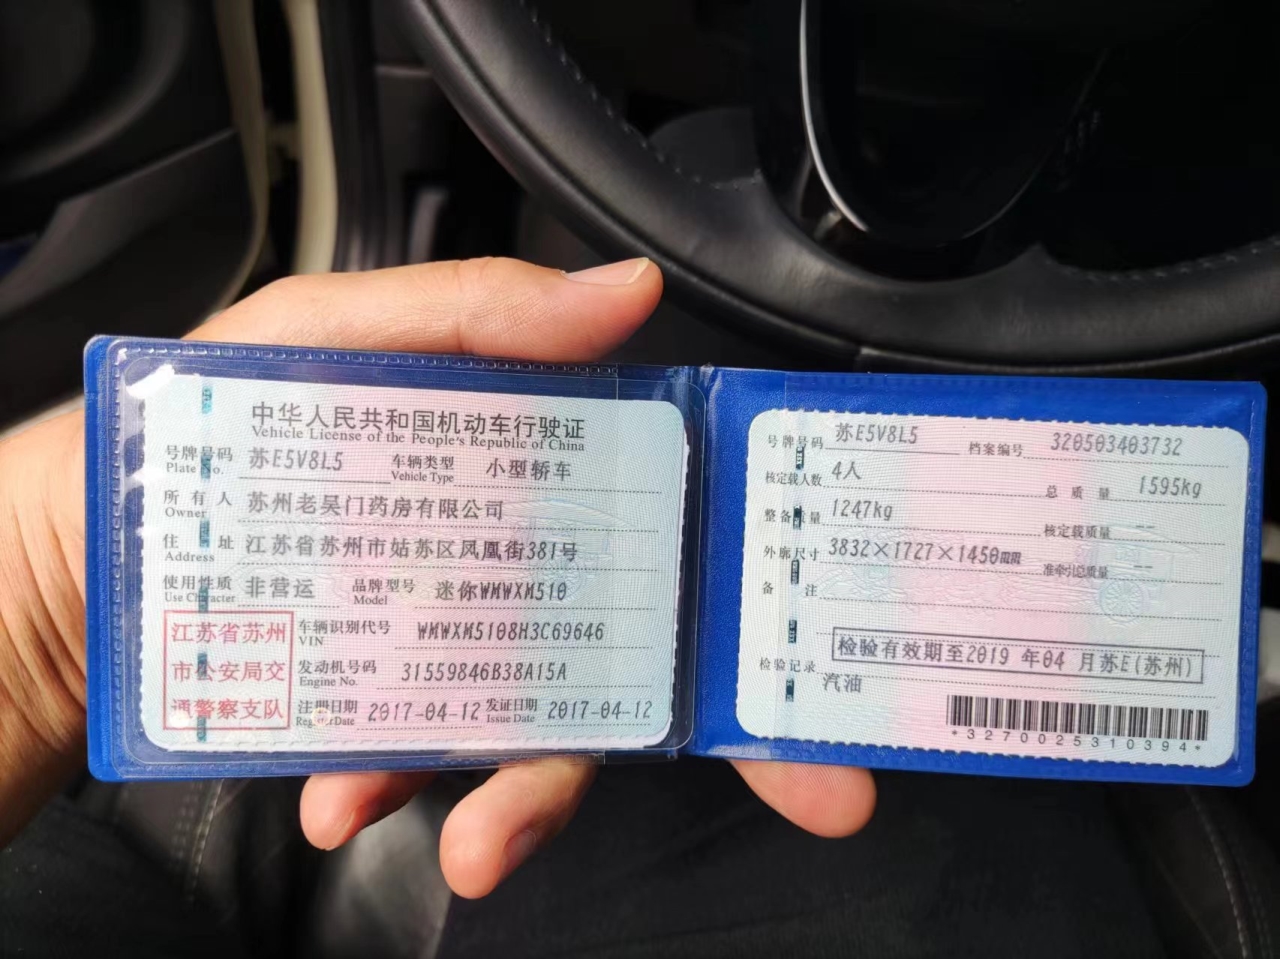 中华人民共和国机动车行驶证
Vehicle License of the People's Republic of China
号牌号码 苏E5V8L5 车辆类型 小型轿车
Plate No. Vehicle Type
所有人 苏州老吴门药房有限公司
Owner
住址 江苏省苏州市姑苏区凤凰街381号
Address
使用性质 非营运 品牌型号 迷你WMWXM510
Use Character Model
江苏省苏州
市公安局交
通警察支队
车辆识别代号 WMWXM5108H3C69646
VIN
发动机号码 31559846B38A15A
Engine No.
注册日期 2017-04-12 发证日期 2017-04-12
Register Date Issue Date
号牌号码 苏E5V8L5 档案编号 320503403732
核定载人数 4人 总质量 1595kg
整备质量 1247kg 核定载质量 --
外廓尺寸 3832×1727×1450mm 准牵引总质量 --
备注
检验有效期至2019 年04 月苏E(苏州)
检验记录
汽油
*3270025310394*